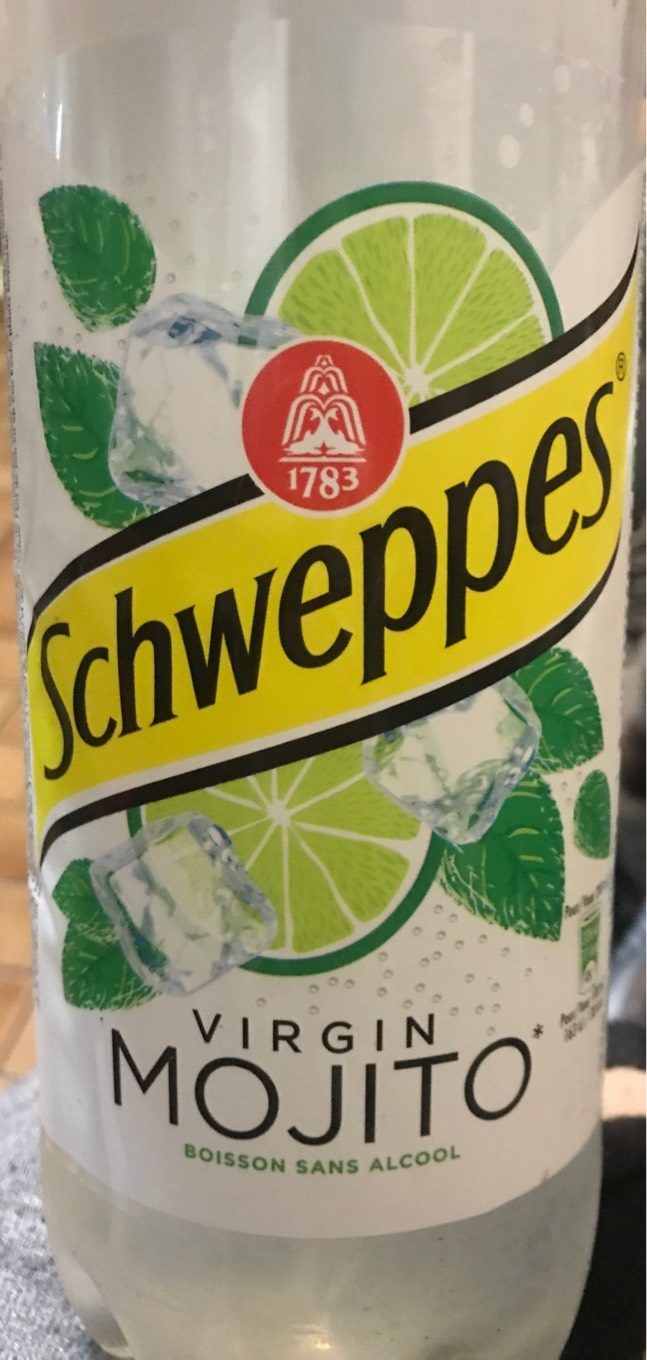 1783
Schweppes®
VIRGIN
MOJITO*
BOISSON SANS ALCOOL